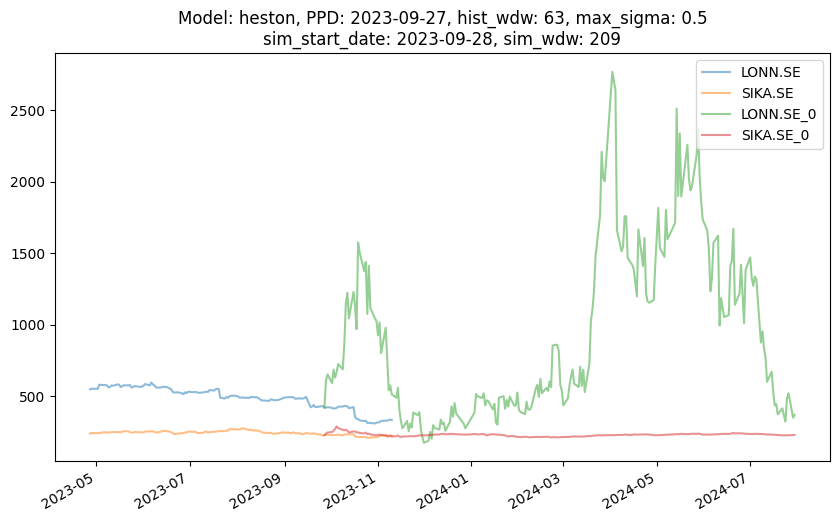 Model: heston, PPD: 2023-09-27, hist_wdw: 63, max_sigma: 0.5
sim_start_date: 2023-09-28, sim_wdw: 209
LONN.SE
SIKA.SE
LONN.SE_0
SIKA.SE_0
2500
2000
1500
1000
500
2023-05
2023-07
2023-09
2023-11
2024-01
2024-03
2024-05
2024-07